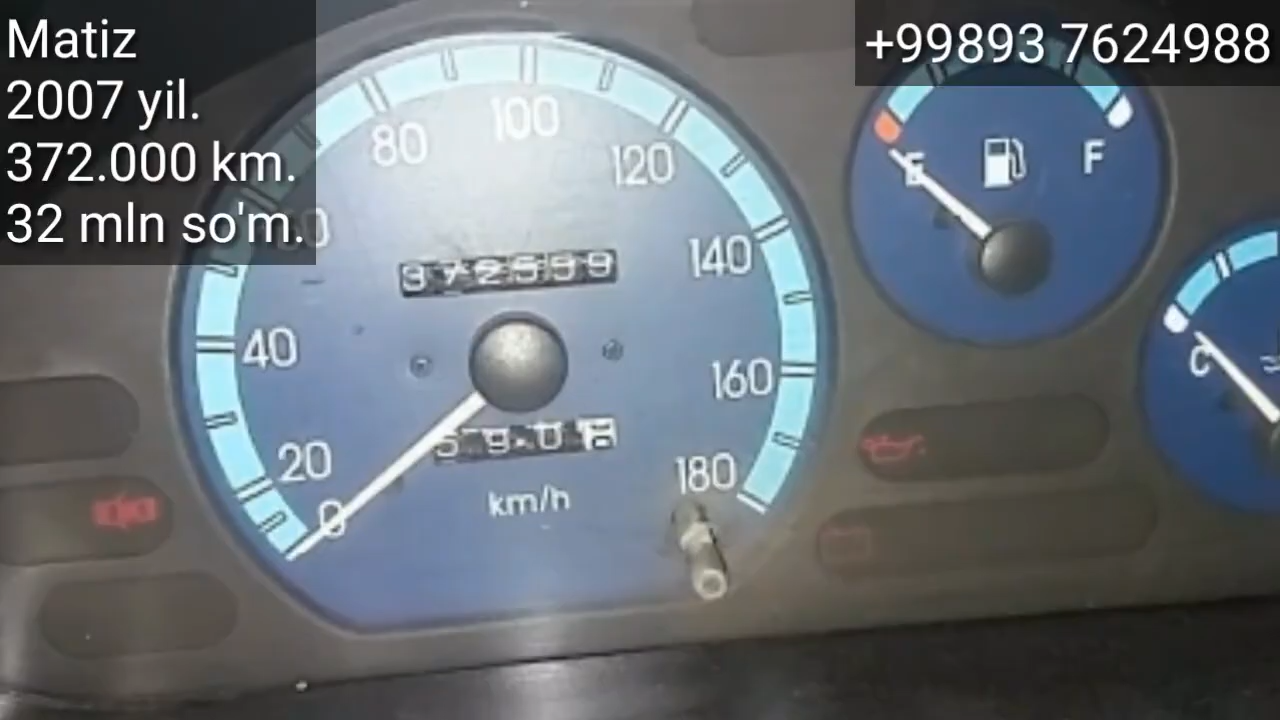 Matiz
2007 yil.
372.000 km.
32 mln so'm.
+99893 7624988
80
100
120
140
160
180
40
20
0
km/h
E
F
C